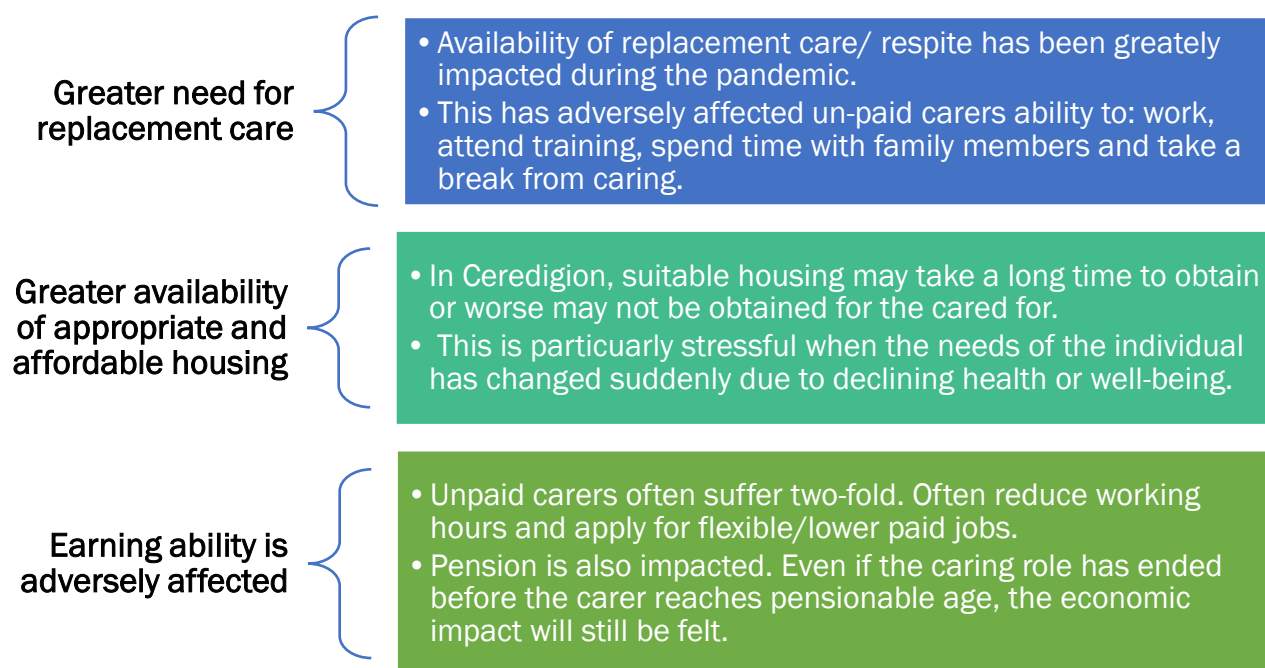 Greater need for
replacement care
• Availability of replacement care/ respite has been greately
impacted during the pandemic.
• This has adversely affected un-paid carers ability to: work,
attend training, spend time with family members and take a
break from caring.
Greater availability
of appropriate and
affordable housing
• In Ceredigion, suitable housing may take a long time to obtain
or worse may not be obtained for the cared for.
• This is particuarly stressful when the needs of the individual
has changed suddenly due to declining health or well-being.
Earning ability is
adversely affected
• Unpaid carers often suffer two-fold. Often reduce working
hours and apply for flexible/lower paid jobs.
• Pension is also impacted. Even if the caring role has ended
before the carer reaches pensionable age, the economic
impact will still be felt.